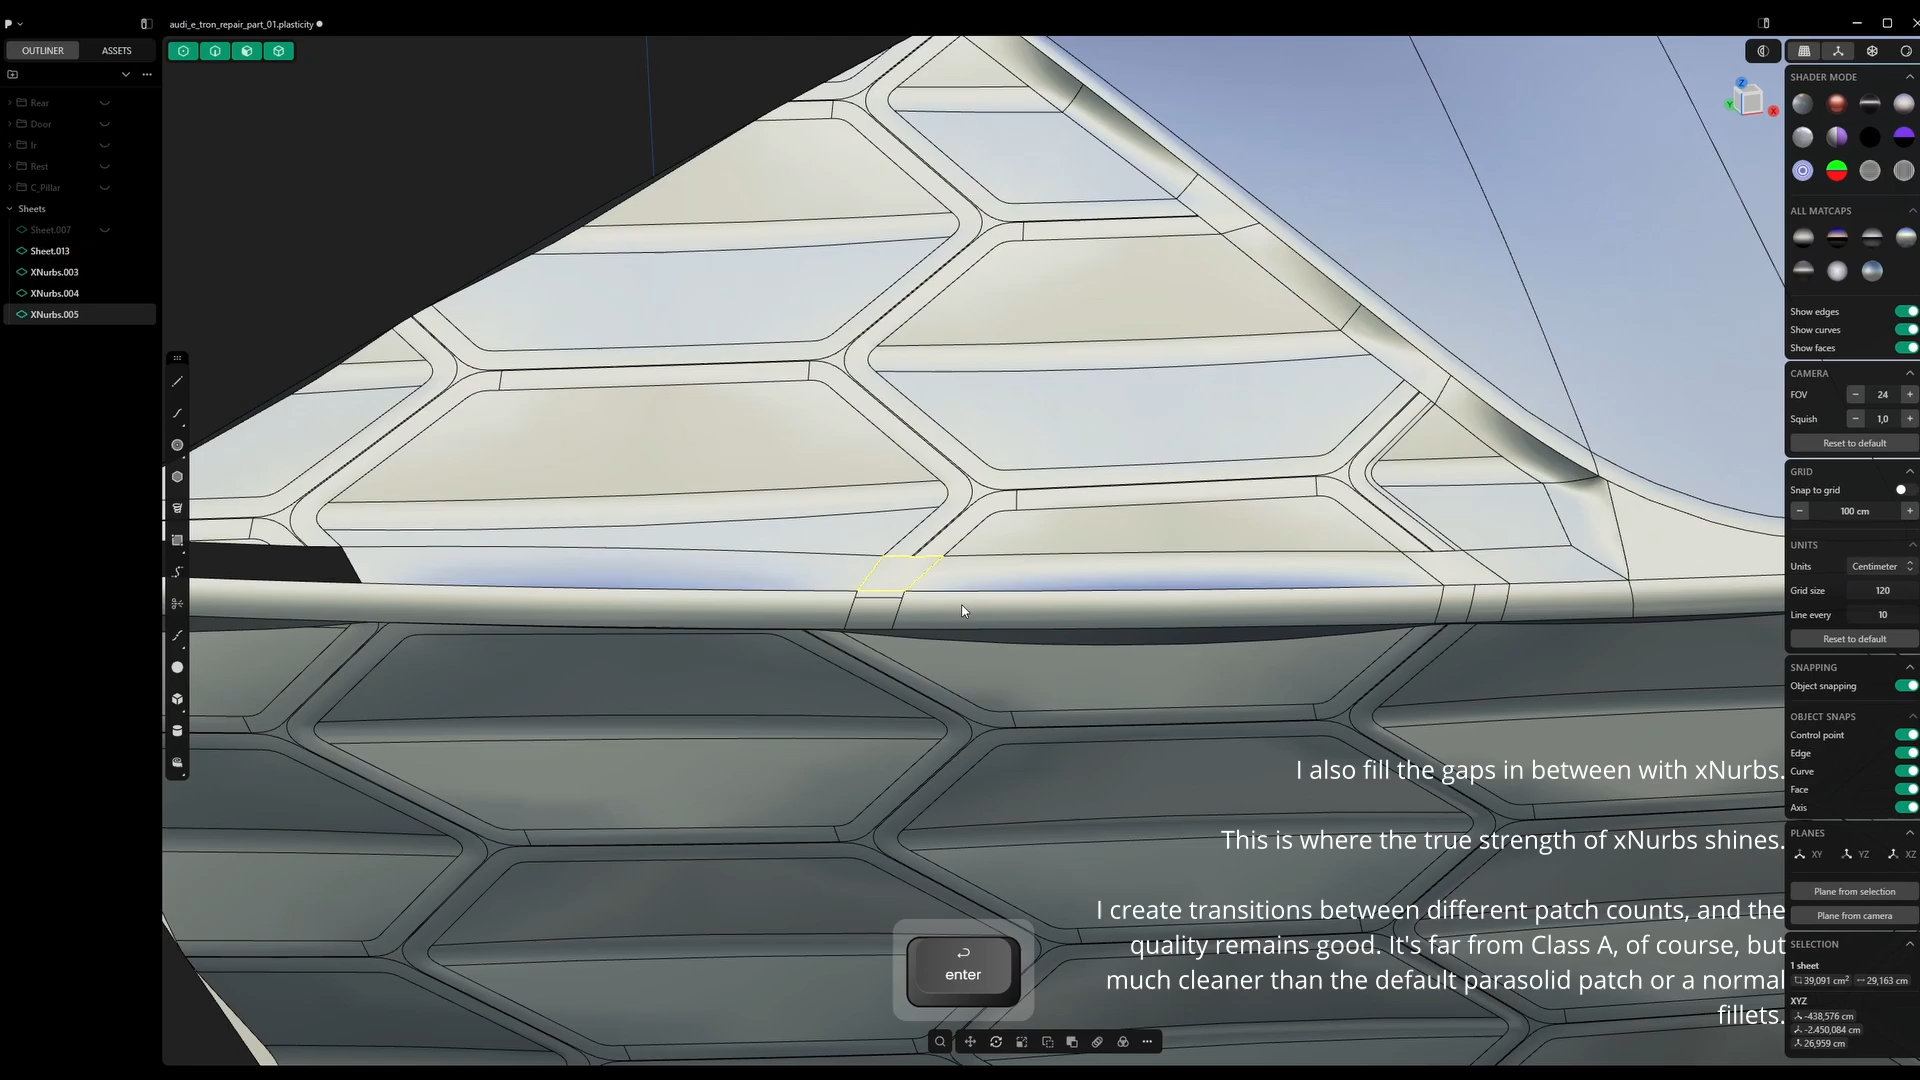 audi_e_tron_repair_part_01.plasticity
OUTLINER
ASSETS
Rear
Door
Ir
Rest
C_Pillar
Sheets
Sheet.007
Sheet.013
XNurbs.003
XNurbs.004
XNurbs.005
SHADER MODE
ALL MATCAPS
Show edges
Show curves
Show faces
CAMERA
FOV
24
Squish
1,0
Reset to default
GRID
Snap to grid
100 cm
UNITS
Units
Centimeter
Grid size
120
Line every
10
Reset to default
SNAPPING
Object snapping
OBJECT SNAPS
Control point
Edge
Curve
Face
Axis
PLANES
XY
YZ
XZ
Plane from selection
Plane from camera
SELECTION
1 sheet
39,091 cm²
29,163 cm
XYZ
-438,576 cm
-2.450,084 cm
26,959 cm
Z
Y
X
I also fill the gaps in between with xNurbs.
This is where the true strength of xNurbs shines.
I create transitions between different patch counts, and the
quality remains good. It's far from Class A, of course, but
much cleaner than the default parasolid patch or a normal
fillets.
enter